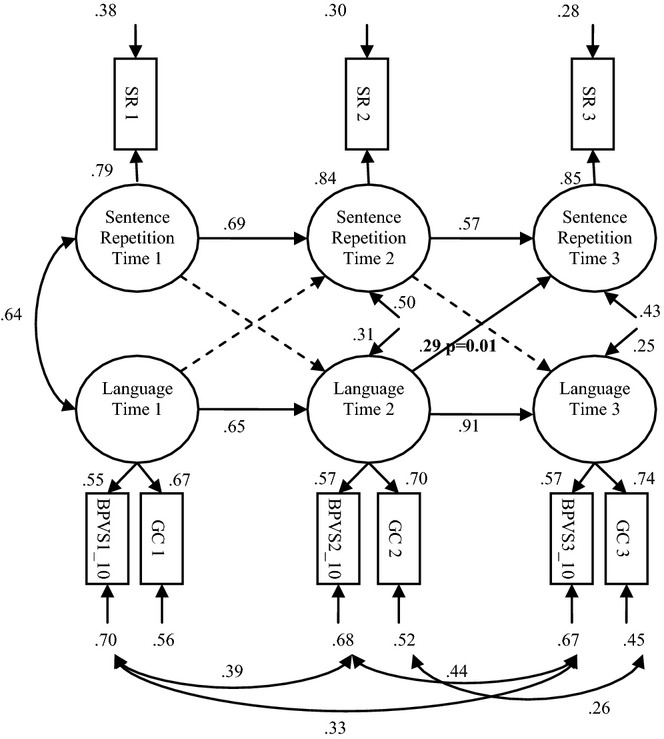 .38
.30
.28
SR 1
SR 2
SR 3
.79
.84
.85
Sentence
Repetition
Time 1
.69
Sentence
Repetition
Time 2
.57
Sentence
Repetition
Time 3
.64
.50
.43
.31
.29 p=0.01
.25
Language
Time 1
.65
Language
Time 2
.91
Language
Time 3
.55
.67
.57
.70
.57
.74
BPVS1_10
GC 1
BPVS2_10
GC 2
BPVS3_10
GC 3
.70
.56
.68
.52
.67
.45
.39
.44
.26
.33